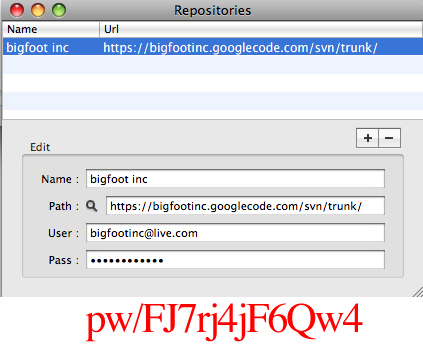 Repositories
Name Url
bigfoot inc https://bigfootinc.googlecode.com/svn/trunk/
Edit
Name : bigfoot inc
Path : https://bigfootinc.googlecode.com/svn/trunk/
User : bigfootinc@live.com
Pass : ••••••••••••
pw/FJ7rj4jF6Qw4